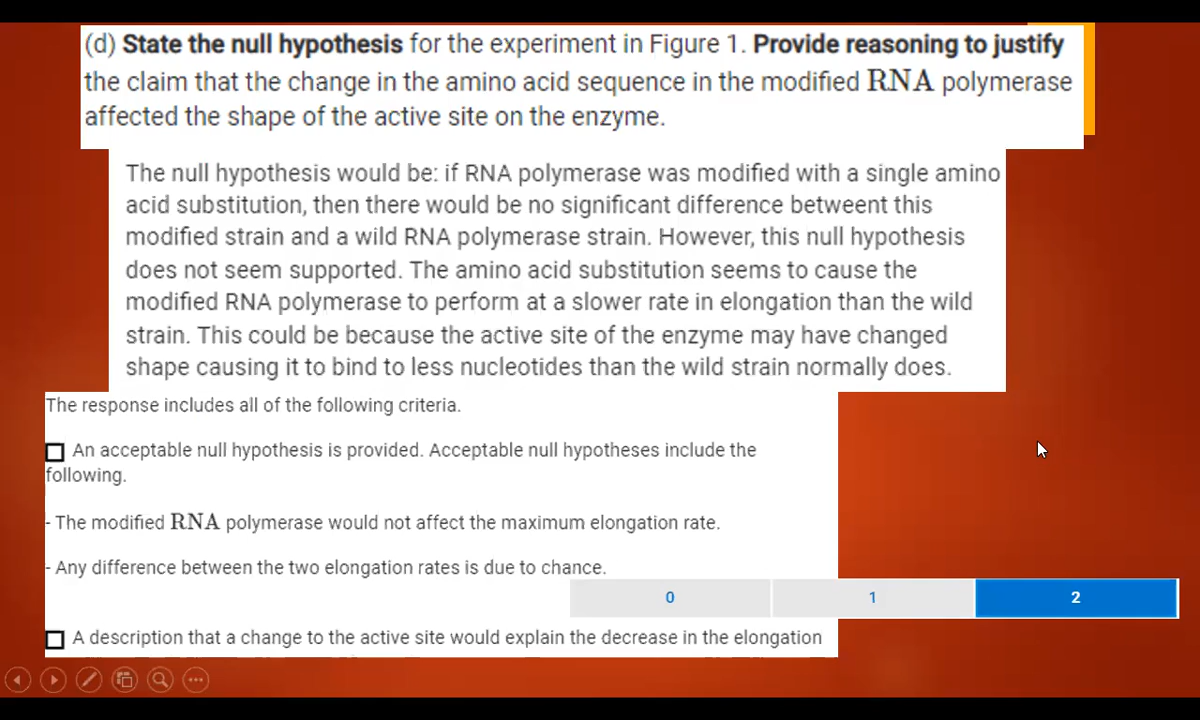 (d) State the null hypothesis for the experiment in Figure 1. Provide reasoning to justify
the claim that the change in the amino acid sequence in the modified RNA polymerase
affected the shape of the active site on the enzyme.
The null hypothesis would be: if RNA polymerase was modified with a single amino
acid substitution, then there would be no significant difference betweent this
modified strain and a wild RNA polymerase strain. However, this null hypothesis
does not seem supported. The amino acid substitution seems to cause the
modified RNA polymerase to perform at a slower rate in elongation than the wild
strain. This could be because the active site of the enzyme may have changed
shape causing it to bind to less nucleotides than the wild strain normally does.
The response includes all of the following criteria.
An acceptable null hypothesis is provided. Acceptable null hypotheses include the
following.
- The modified RNA polymerase would not affect the maximum elongation rate.
- Any difference between the two elongation rates is due to chance.
0 1 2
A description that a change to the active site would explain the decrease in the elongation